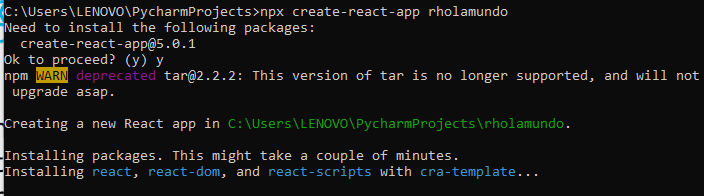 C:\Users\LENOVO\PycharmProjects>npx create-react-app rholamundo
Need to install the following packages:
  create-react-app@5.0.1
Ok to proceed? (y) y
npm WARN deprecated tar@2.2.2: This version of tar is no longer supported, and will not
 upgrade asap.
Creating a new React app in C:\Users\LENOVO\PycharmProjects\rholamundo.
Installing packages. This might take a couple of minutes.
Installing react, react-dom, and react-scripts with cra-template...